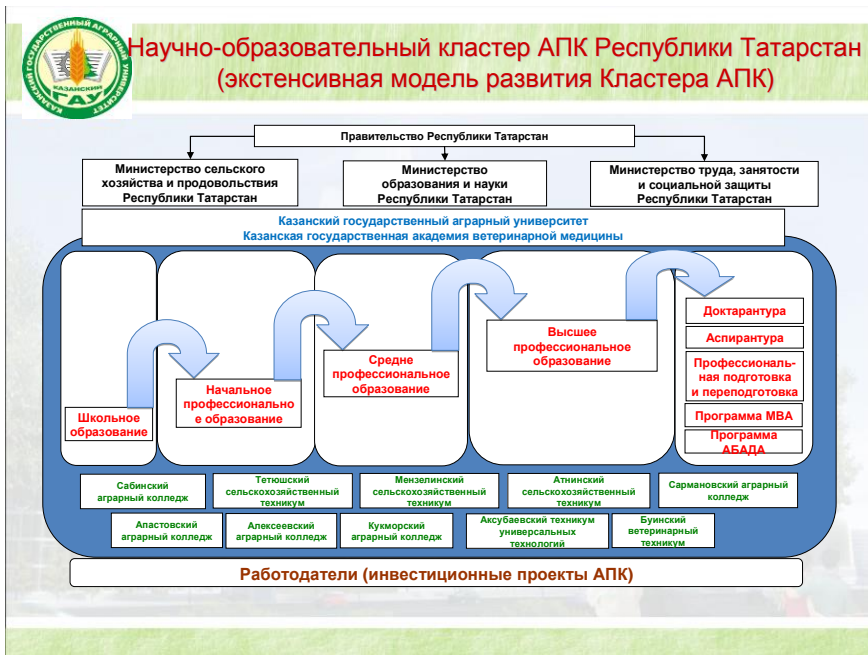 КАЗАНСКИЙ ГОСУДАРСТВЕННЫЙ АГРАРНЫЙ УНИВЕРСИТЕТ
КАЗАНСКИЙ
ГАУ
Научно-образовательный кластер АПК Республики Татарстан
(экстенсивная модель развития Кластера АПК)
Правительство Республики Татарстан
Министерство сельского
хозяйства и продовольствия
Республики Татарстан
Министерство
образования и науки
Республики Татарстан
Министерство труда, занятости
и социальной защиты
Республики Татарстан
Казанский государственный аграрный университет
Казанская государственная академия ветеринарной медицины
Школьное
образование
Начальное
профессионально
е образование
Средне
профессиональное
образование
Высшее
профессиональное
образование
Доктарантура
Аспирантура
Профессиональ-
ная подготовка
и переподготовка
Программа МВА
Программа
АБАДА
Сабинский
аграрный колледж
Тетюшский
сельскохозяйственный
техникум
Мензелинский
сельскохозяйственный
техникум
Атнинский
сельскохозяйственный
техникум
Сармановский аграрный
колледж
Апастовский
аграрный колледж
Алексеевский
аграрный колледж
Кукморский
аграрный колледж
Аксубаевский техникум
универсальных
технологий
Буинский
ветеринарный
техникум
Работодатели (инвестиционные проекты АПК)